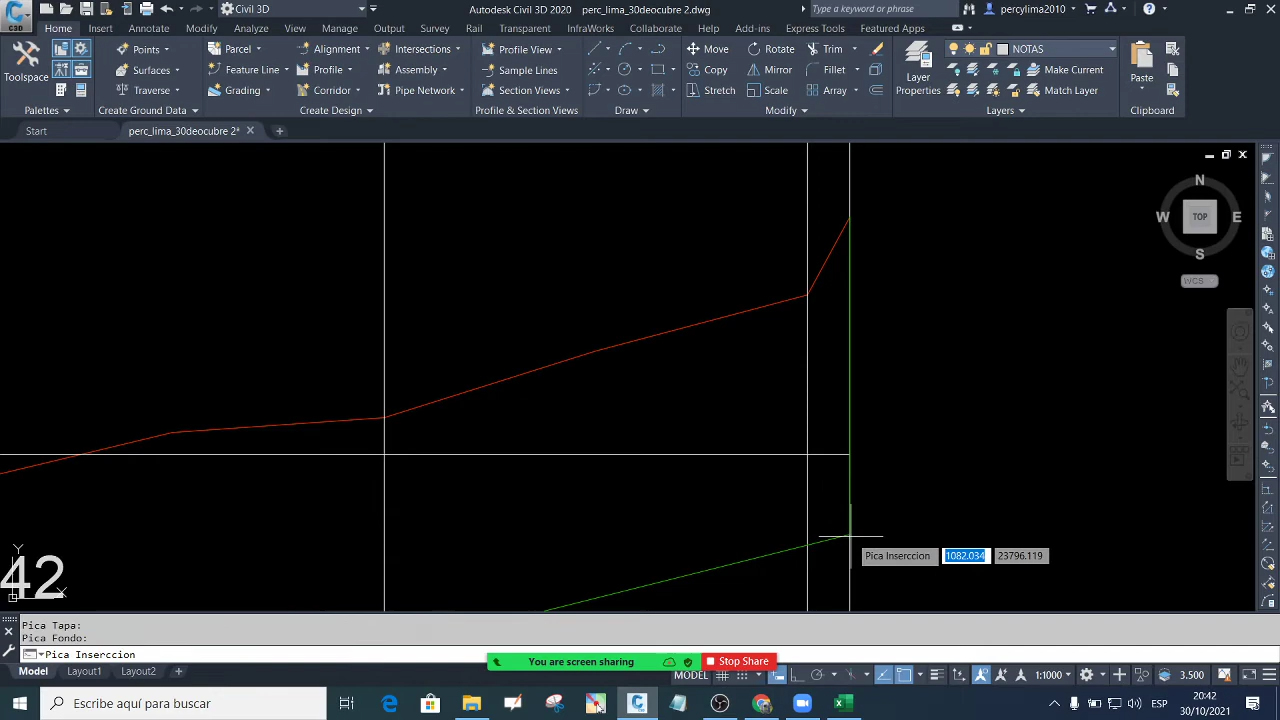 C3D
Civil 3D
Autodesk Civil 3D 2020 perc_lima_30deocubre 2.dwg
Type a keyword or phrase
percylima2010
Home Insert Annotate Modify Analyze View Manage Output Survey Rail Transparent InfraWorks Collaborate Help Add-ins Express Tools Featured Apps
Toolspace
Palettes
Points
Surfaces
Traverse
Create Ground Data
Parcel
Feature Line
Grading
Alignment
Profile
Corridor
Intersections
Assembly
Pipe Network
Create Design
Profile View
Sample Lines
Section Views
Profile & Section Views
Draw
Move
Copy
Stretch
Rotate
Mirror
Scale
Trim
Fillet
Array
Modify
Layer
Properties
NOTAS
Make Current
Match Layer
Layers
Paste
Clipboard
Start
perc_lima_30deocubre 2*
N
W
TOP
E
S
WCS
Pica Inserccion 1082.034 23796.119
42
Y
X
Pica Tapa:
Pica Fondo:
Pica Inserccion
You are screen sharing
Stop Share
Model Layout1 Layout2
MODEL
1:1000
3.500
Escribe aquí para buscar
ESP
20:42
30/10/2021